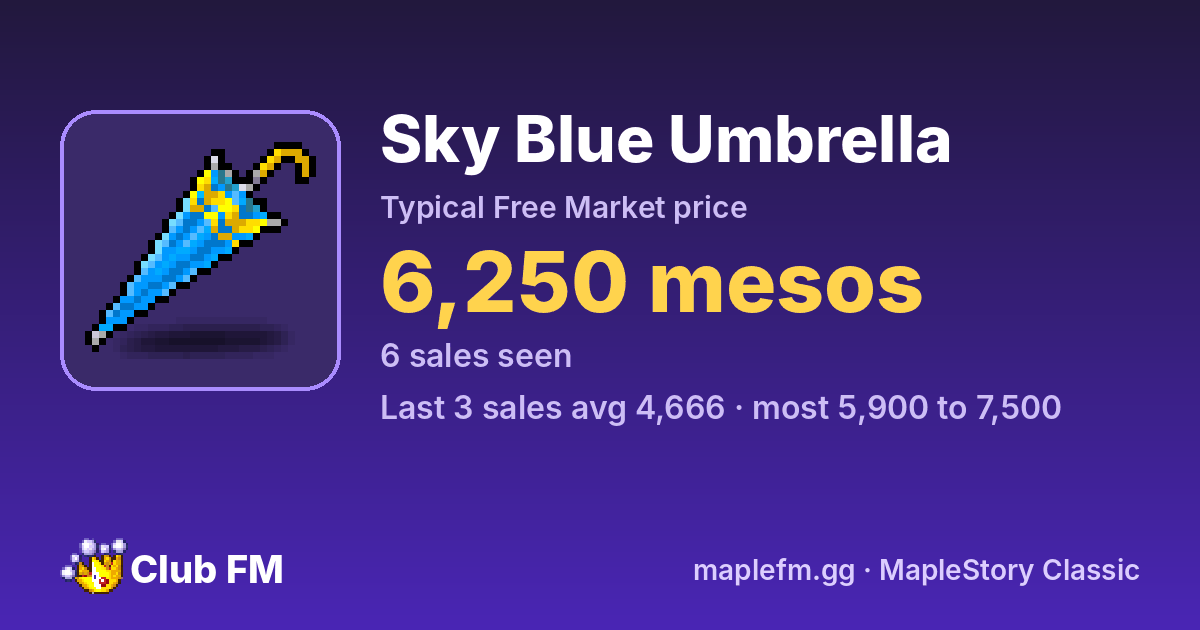 Sky Blue Umbrella
Typical Free Market price
6,250 mesos
6 sales seen
Last 3 sales avg 4,666 · most 5,900 to 7,500
Club FM
maplefm.gg · MapleStory Classic